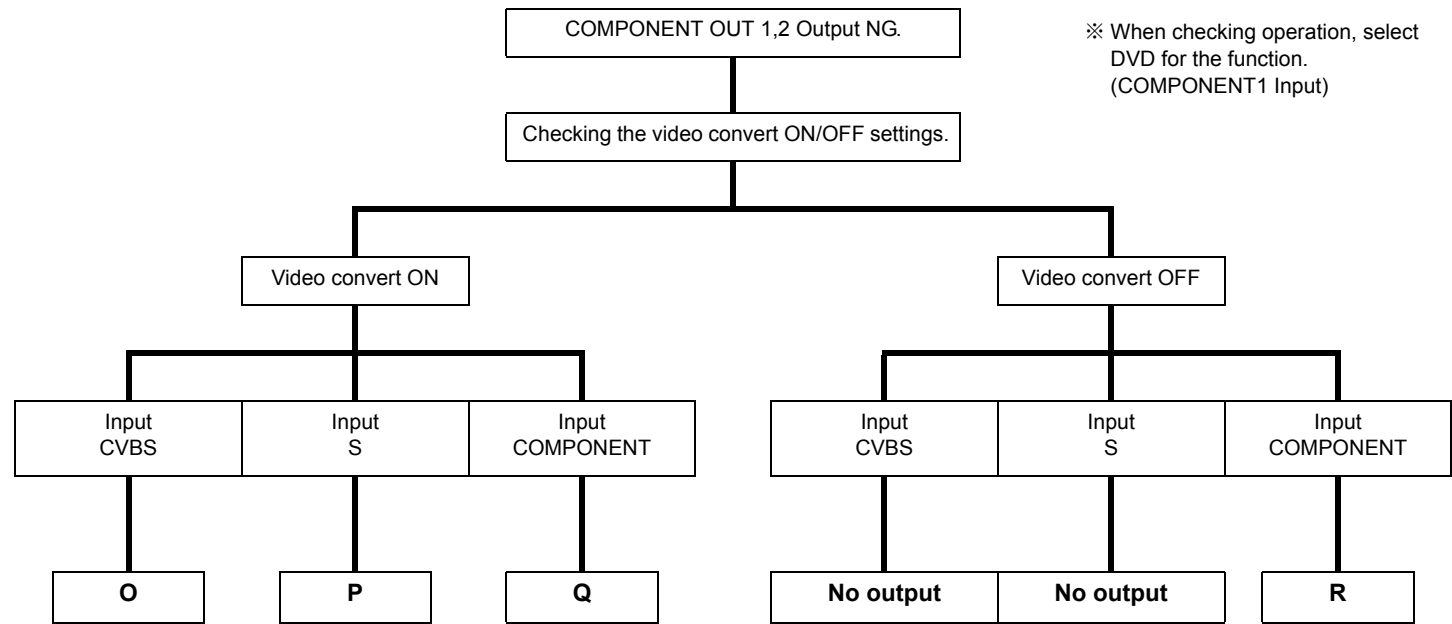 COMPONENT OUT 1,2 Output NG.
※ When checking operation, select
DVD for the function.
(COMPONENT1 Input)
Checking the video convert ON/OFF settings.
Video convert ON
Video convert OFF
Input
CVBS
Input
S
Input
COMPONENT
Input
CVBS
Input
S
Input
COMPONENT
O
P
Q
No output
No output
R